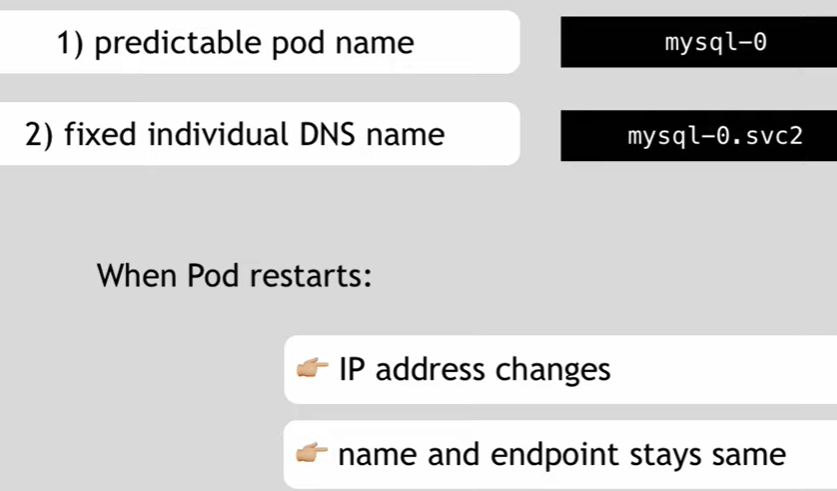 1) predictable pod name
mysql-0
2) fixed individual DNS name
mysql-0.svc2
When Pod restarts:
👉🏼 IP address changes
👉🏼 name and endpoint stays same